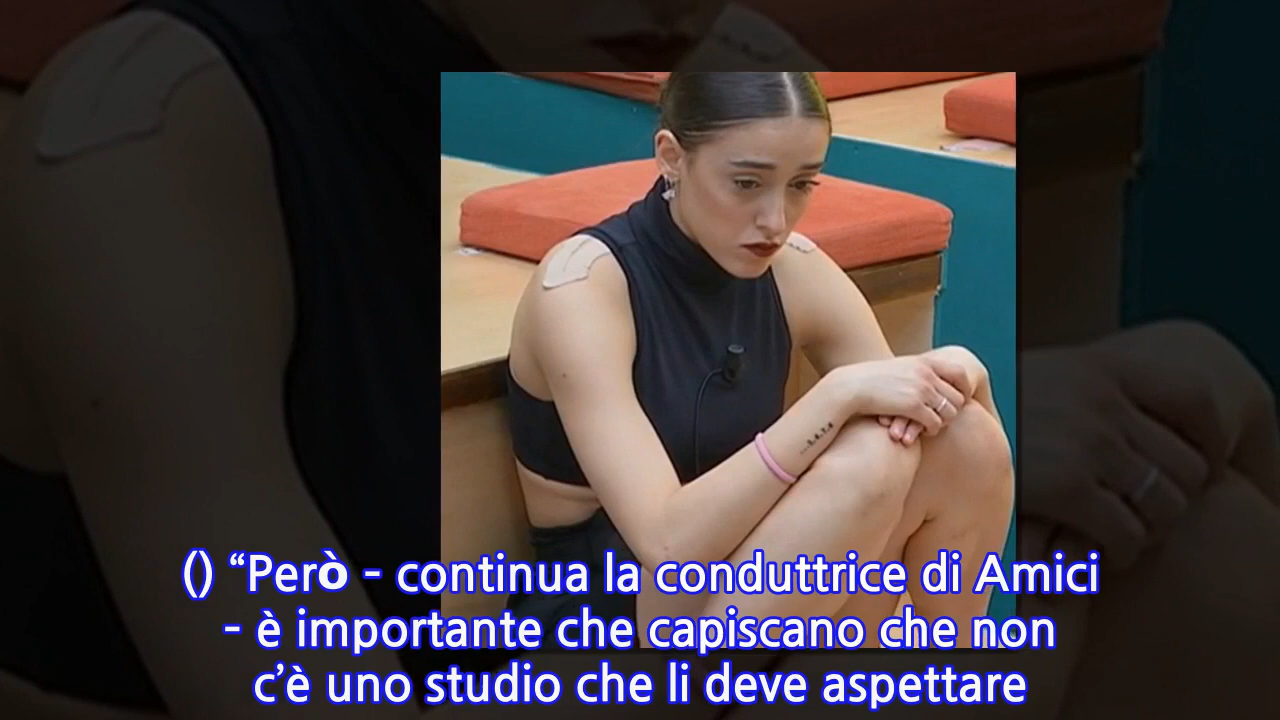 () “Però - continua la conduttrice di Amici
- è importante che capiscano che non
c’è uno studio che li deve aspettare